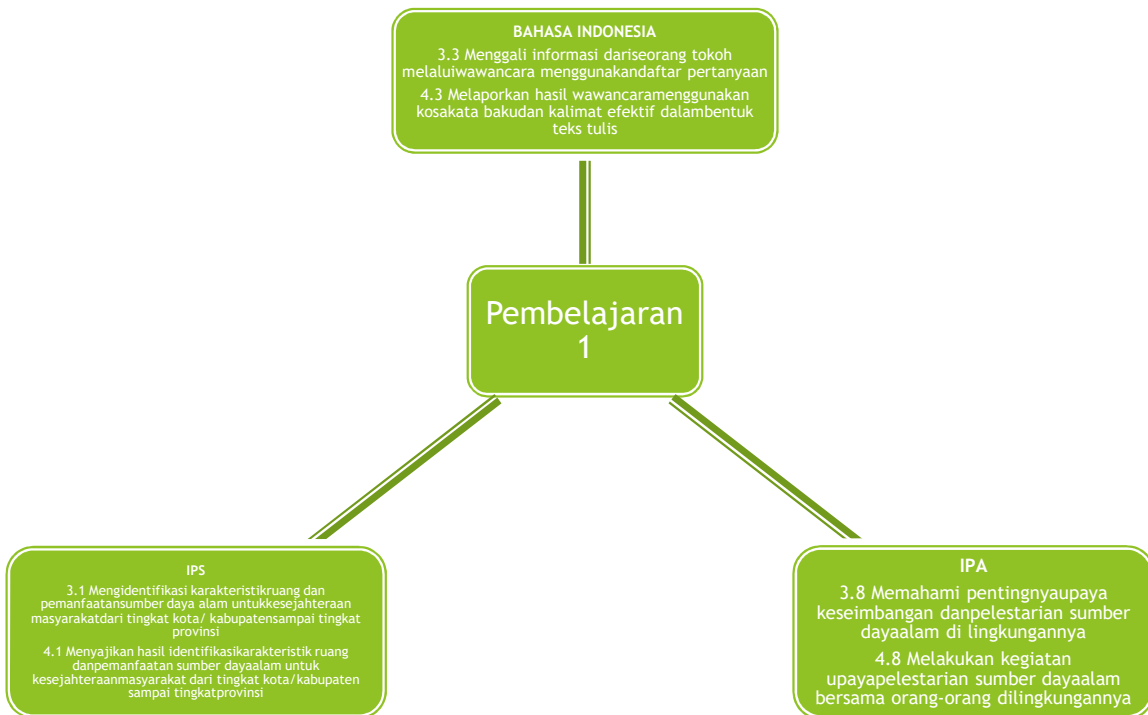 BAHASA INDONESIA
3.3 Menggali informasi dariseorang tokoh
melaluiwawancara menggunakandaftar pertanyaan
4.3 Melaporkan hasil wawancaramenggunakan
kosakata bakudan kalimat efektif dalambentuk
teks tulis
Pembelajaran
1
IPS
3.1 Mengidentifikasi karakteristikruang dan
pemanfaatansumber daya alam untukkesejahteraan
masyarakatdari tingkat kota/ kabupatensampai tingkat
provinsi
4.1 Menyajikan hasil identifikasikarakteristik ruang
danpemanfaatan sumber dayaalam untuk
kesejahteraanmasyarakat dari tingkat kota/kabupaten
sampai tingkatprovinsi
IPA
3.8 Memahami pentingnyaupaya
keseimbangan danpelestarian sumber
dayaalam di lingkungannya
4.8 Melakukan kegiatan
upayapelestarian sumber dayaalam
bersama orang-orang dilingkungannya